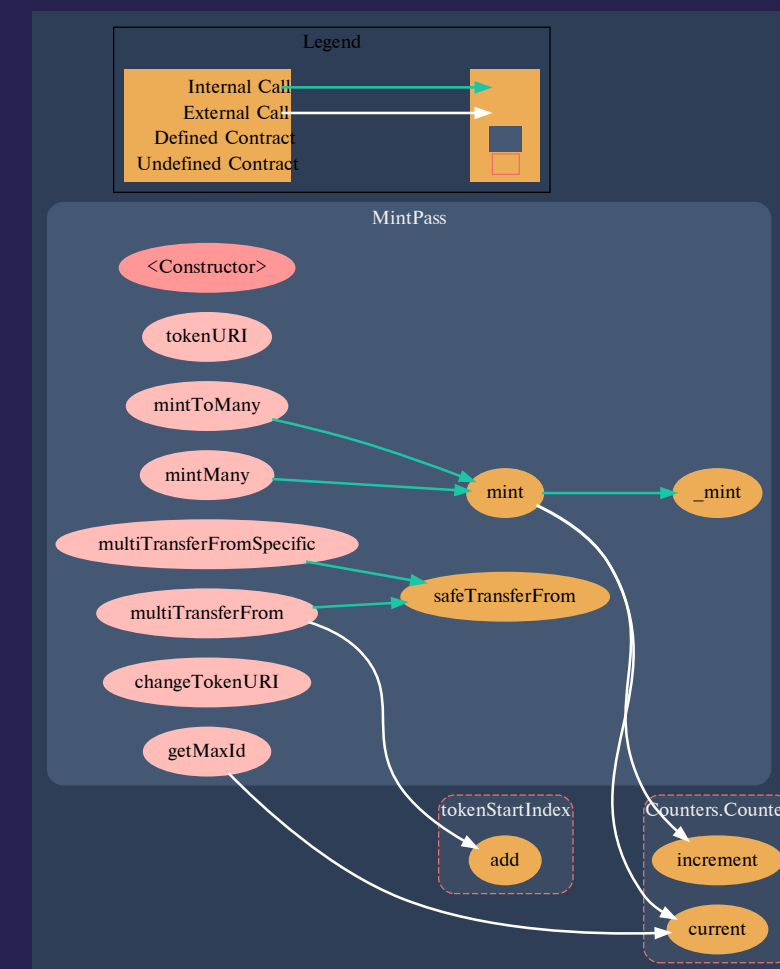 Legend
Internal Call
External Call
Defined Contract
Undefined Contract
MintPass
<Constructor>
tokenURI
mintToMany
mintMany
mint
_mint
multiTransferFromSpecific
safeTransferFrom
multiTransferFrom
changeTokenURI
getMaxId
tokenStartIndex
Counters.Counte
add
increment
current